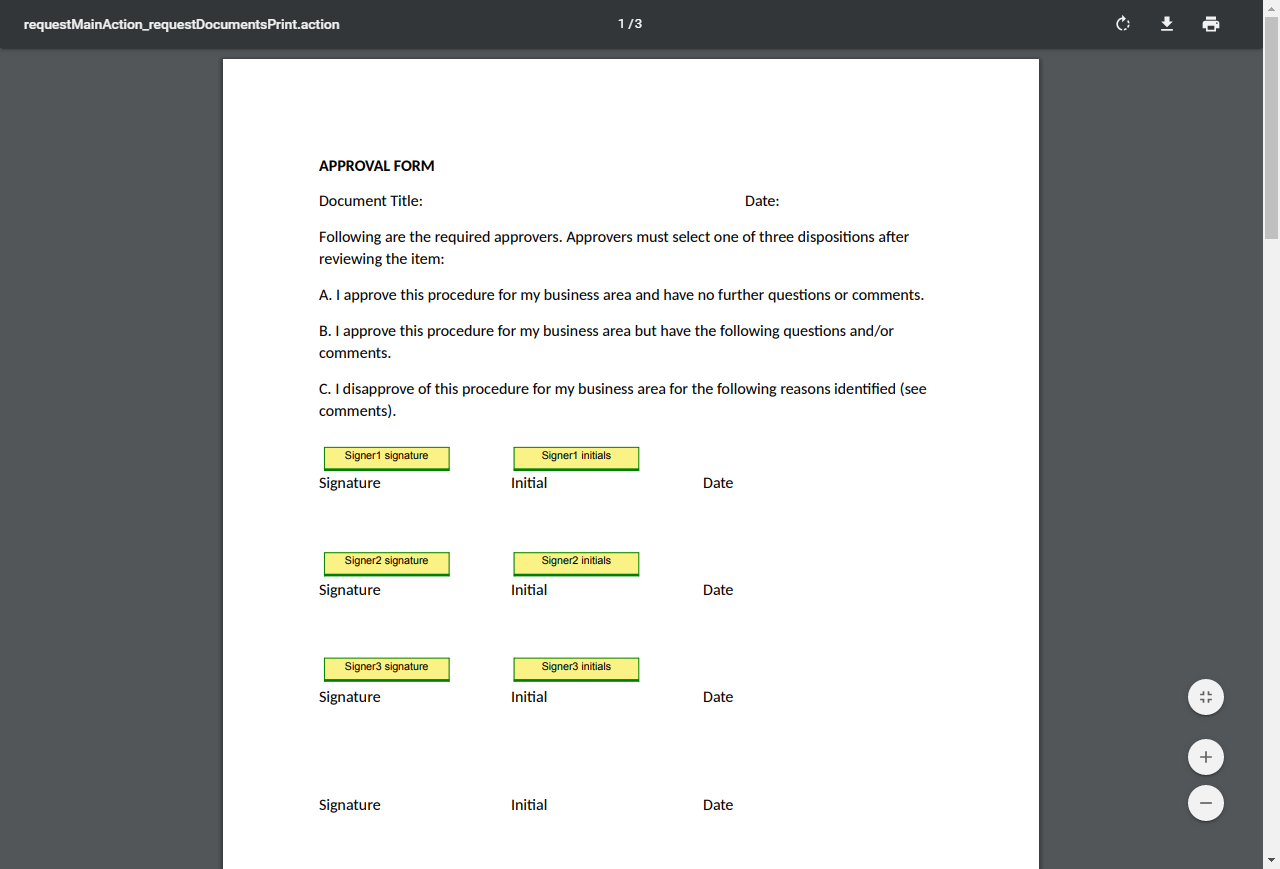 requestMainAction_requestDocumentsPrint.action
1 / 3
APPROVAL FORM
Document Title: Date:
Following are the required approvers. Approvers must select one of three dispositions after
reviewing the item:
A. I approve this procedure for my business area and have no further questions or comments.
B. I approve this procedure for my business area but have the following questions and/or
comments.
C. I disapprove of this procedure for my business area for the following reasons identified (see
comments).
Signer1 signature Signer1 initials
Signature Initial Date
Signer2 signature Signer2 initials
Signature Initial Date
Signer3 signature Signer3 initials
Signature Initial Date
Signature Initial Date